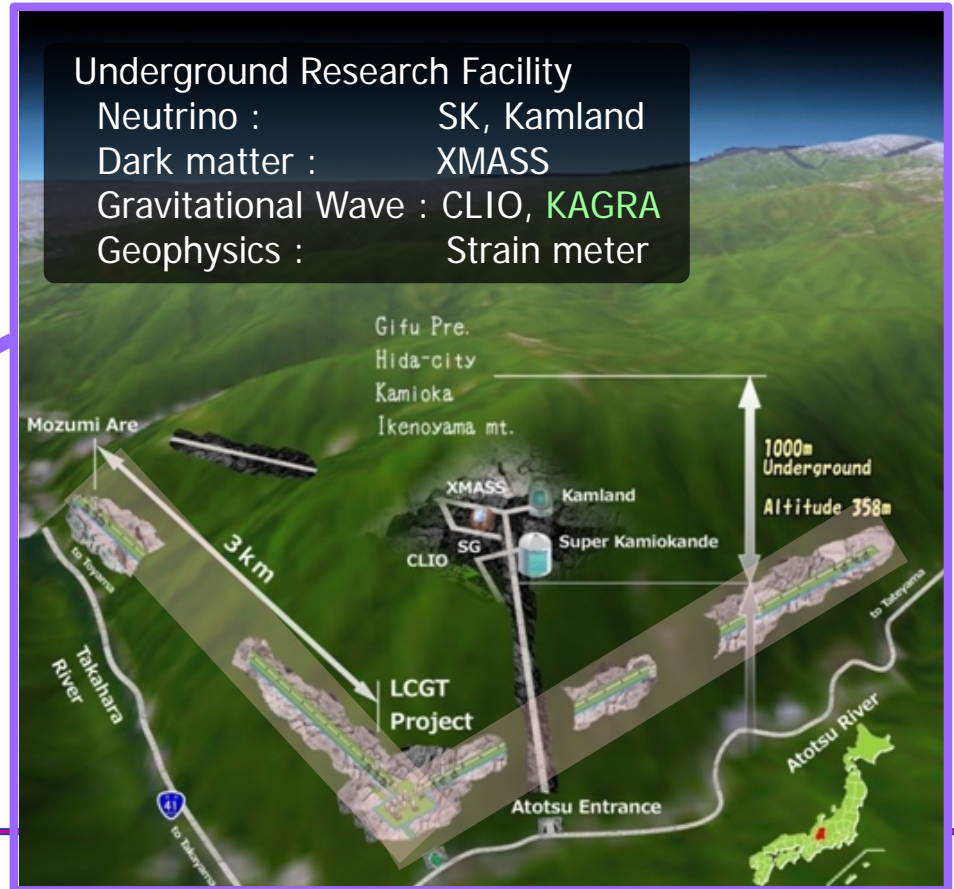 Underground Research Facility
Neutrino : SK, Kamland
Dark matter : XMASS
Gravitational Wave : CLIO, KAGRA
Geophysics : Strain meter
Gifu Pre.
Hida-city
Kamioka
Ikenoyama mt.
Mozumi Are
1000m
Underground
Altitude 358m
XMASS
Kamland
SG
Super Kamiokande
CLIO
3km
to Toyama
to Tateyama
Takahara
River
LCGT
Project
Atotsu River
41
Atotsu Entrance
to Takayama